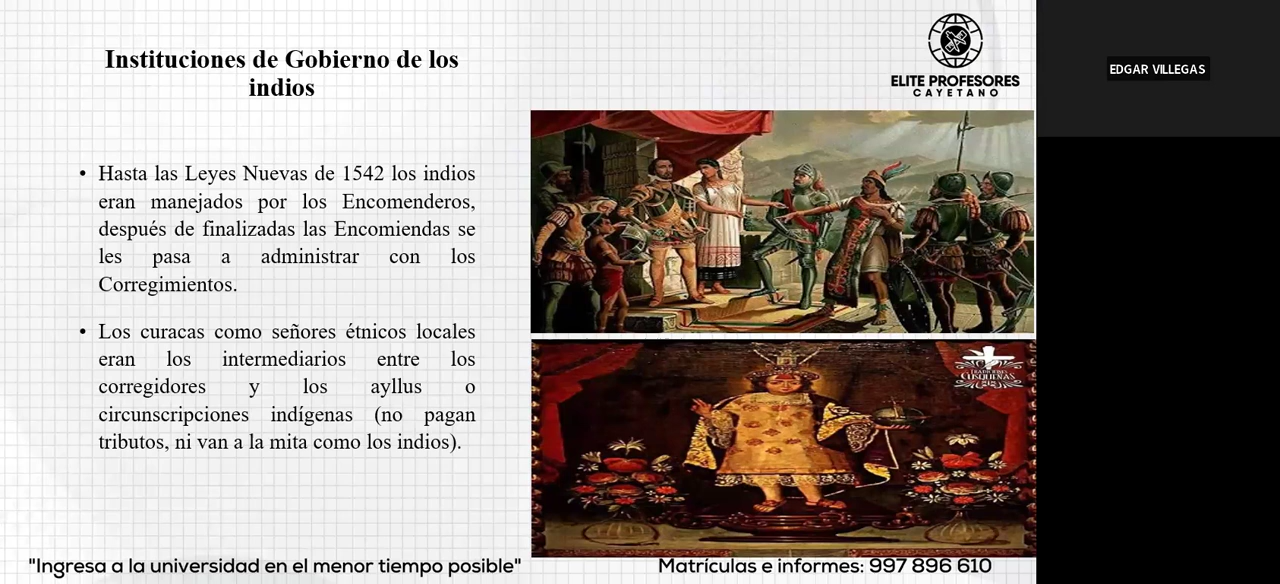 Instituciones de Gobierno de los
indios
ELITE PROFESORES
CAYETANO
EDGAR VILLEGAS
• Hasta las Leyes Nuevas de 1542 los indios
eran manejados por los Encomenderos,
después de finalizadas las Encomiendas se
les pasa a administrar con los
Corregimientos.
• Los curacas como señores étnicos locales
eran los intermediarios entre los
corregidores y los ayllus o
circunscripciones indígenas (no pagan
tributos, ni van a la mita como los indios).
TRADICIONES
CUSQUEÑAS
"Ingresa a la universidad en el menor tiempo posible"
Matrículas e informes: 997 896 610